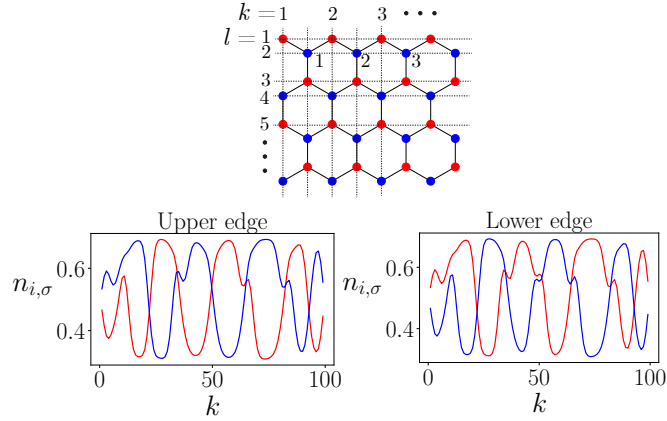 k = 1 2 3 • • •
l = 1
2 1 2 3
3
4
5
Upper edge Lower edge
n_{i,σ} 0.6 n_{i,σ} 0.6
0.4 0.4
0 50 100 0 50 100
k k